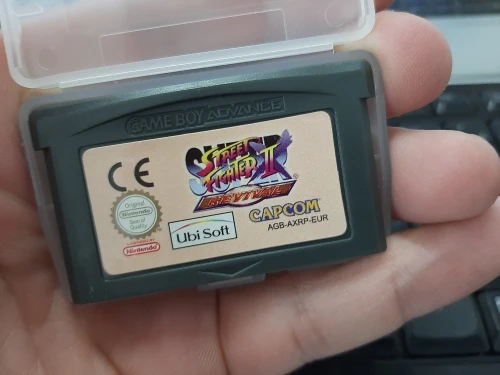 GAME BOY ADVANCE
CE
SUPER
STREET
FIGHTER II
REVIVAL
Original
Nintendo
Seal of
Quality
Nintendo
Ubi Soft
CAPCOM
AGB-AXRP-EUR